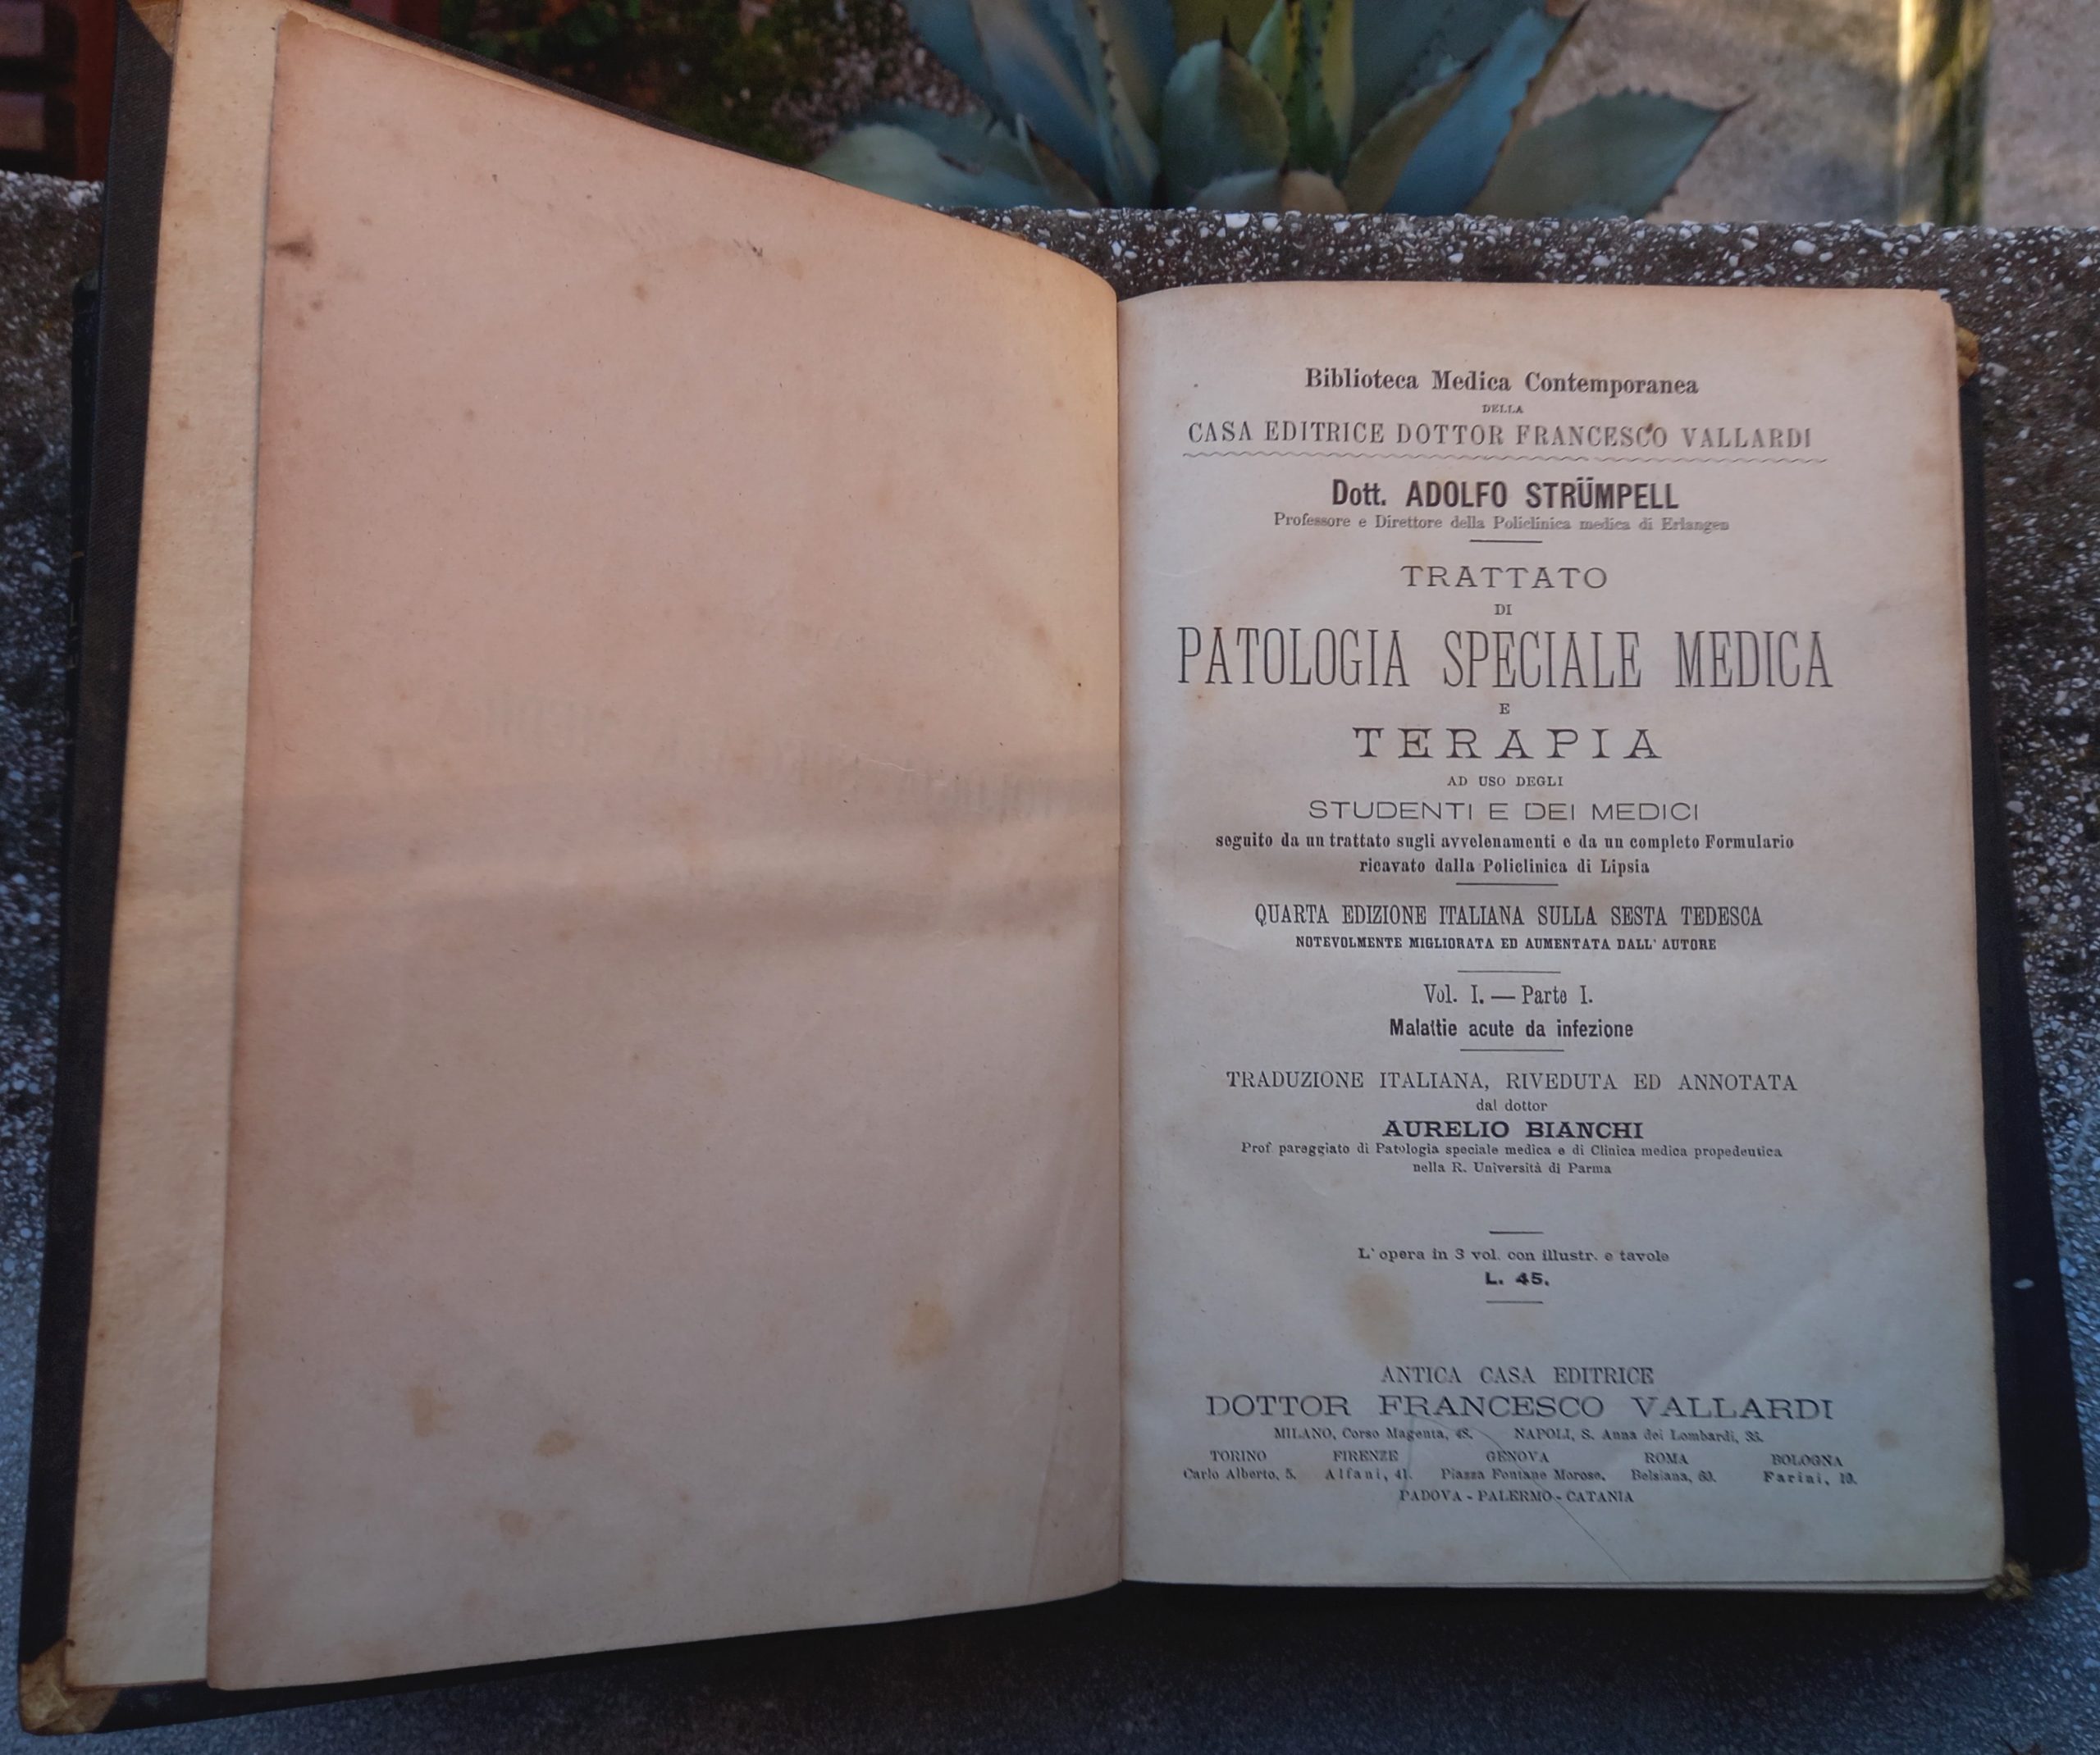 Biblioteca Medica Contemporanea
DELLA
CASA EDITRICE DOTTOR FRANCESCO VALLARDI
Dott. ADOLFO STRÜMPELL
Professore e Direttore della Policlinica medica di Erlangen
TRATTATO
DI
PATOLOGIA SPECIALE MEDICA
E
TERAPIA
AD USO DEGLI
STUDENTI E DEI MEDICI
seguito da un trattato sugli avvelenamenti e da un completo Formulario
ricavato dalla Policlinica di Lipsia
QUARTA EDIZIONE ITALIANA SULLA SESTA TEDESCA
NOTEVOLMENTE MIGLIORATA ED AUMENTATA DALL' AUTORE
Vol. I. — Parte I.
Malattie acute da infezione
TRADUZIONE ITALIANA, RIVEDUTA ED ANNOTATA
dal dottor
AURELIO BIANCHI
Prof pareggiato di Patologia speciale medica e di Clinica medica propedeutica
nella R. Università di Parma
L' opera in 3 vol. con illustr. e tavole
L. 45.
ANTICA CASA EDITRICE
DOTTOR FRANCESCO VALLARDI
MILANO, Corso Magenta, 48. NAPOLI, S. Anna dei Lombardi, 36.
TORINO FIRENZE GENOVA ROMA BOLOGNA
Carlo Alberto, 5. Alfani, 41. Piazza Fontane Morose. Belsiana, 60. Farini, 10.
PADOVA - PALERMO - CATANIA